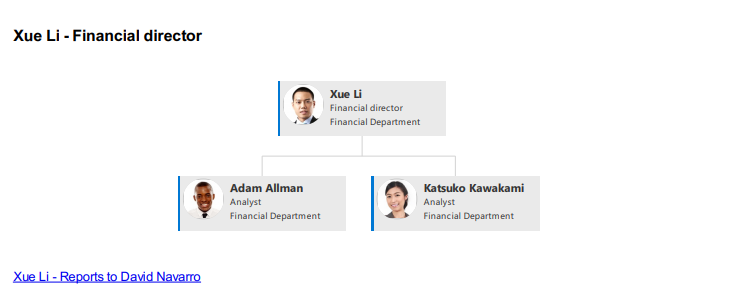 Xue Li - Financial director
Xue Li
Financial director
Financial Department
Adam Allman
Analyst
Financial Department
Katsuko Kawakami
Analyst
Financial Department
Xue Li - Reports to David Navarro